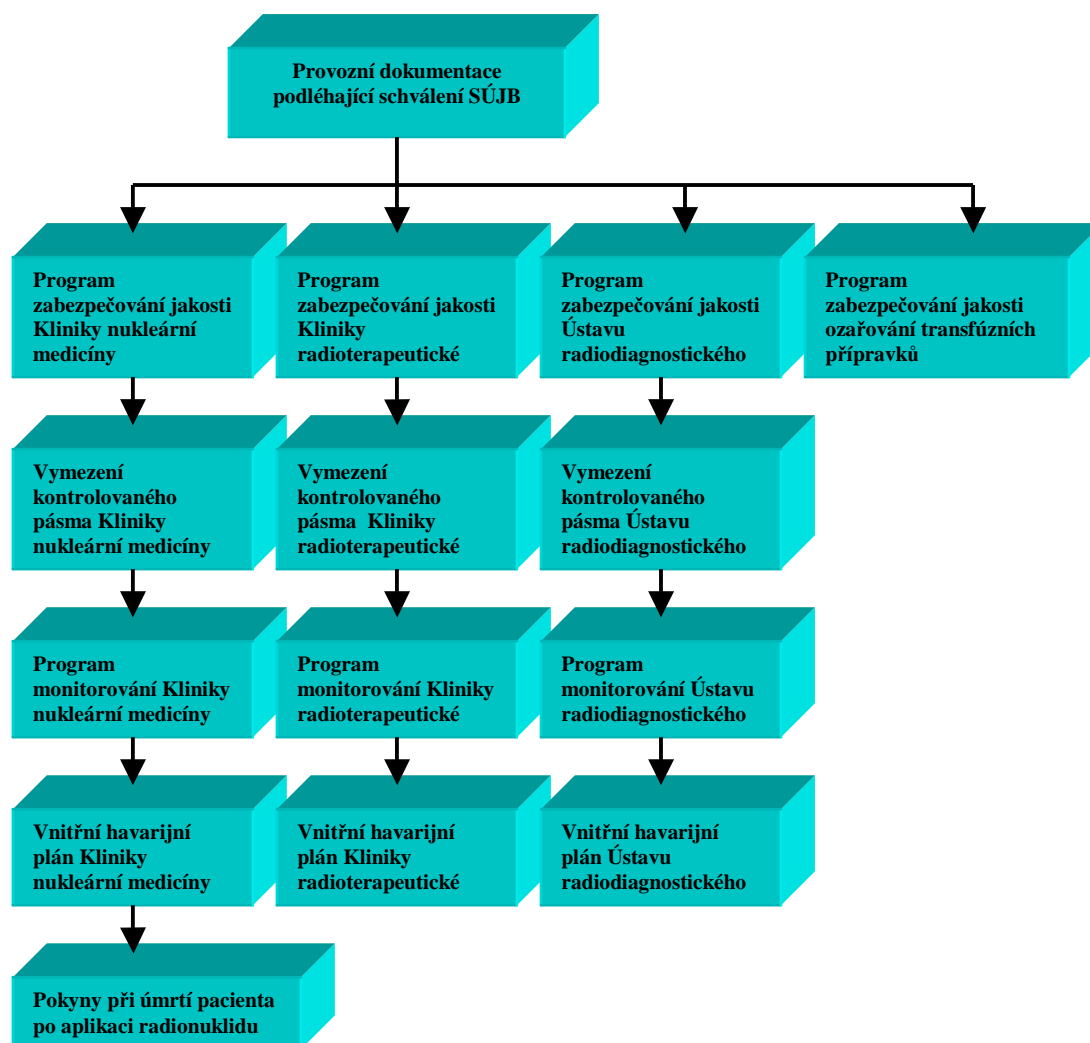 Provozní dokumentace
podléhající schválení SÚJB
Program
zabezpečování jakosti
Kliniky nukleární
medicíny
Program
zabezpečování jakosti
Kliniky
radioterapeutické
Program
zabezpečování jakosti
Ústavu
radiodiagnostického
Program
zabezpečování jakosti
ozařování transfúzních
přípravků
Vymezení
kontrolovaného
pásma Kliniky
nukleární medicíny
Vymezení
kontrolovaného
pásma Kliniky
radioterapeutické
Vymezení
kontrolovaného
pásma Ústavu
radiodiagnostického
Program
monitorování Kliniky
nukleární medicíny
Program
monitorování Kliniky
radioterapeutické
Program
monitorování Ústavu
radiodiagnostického
Vnitřní havarijní
plán Kliniky
nukleární medicíny
Vnitřní havarijní
plán Kliniky
radioterapeutické
Vnitřní havarijní
plán Ústavu
radiodiagnostického
Pokyny při úmrtí pacienta
po aplikaci radionuklidu